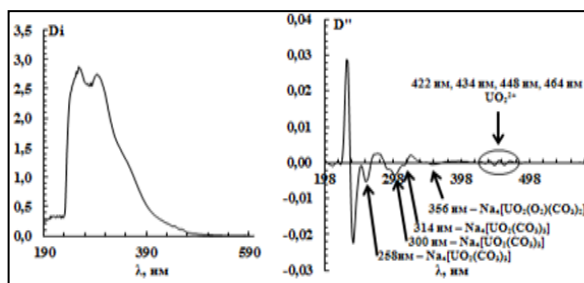 Di
3,5
3,0
2,5
2,0
1,5
1,0
0,5
0,0
190
390
590
λ, нм
D''
0,04
0,03
0,02
0,01
0,00
-0,01
-0,02
-0,03
198
298
398
498
422 нм, 434 нм, 448 нм, 464 нм
UO₂²⁺
356 нм – Na₄[UO₂(O₂)(CO₃)₂]
314 нм – Na₄[UO₂(CO₃)₃]
300 нм – Na₄[UO₂(CO₃)₃]
258нм – Na₄[UO₂(CO₃)₃]
λ, нм